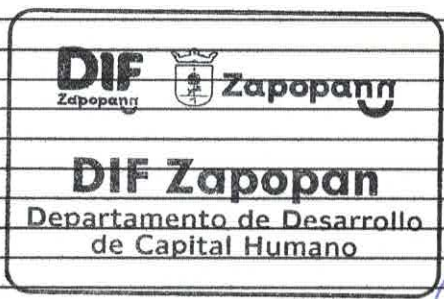 DIF Zapopan
Zapopan
DIF Zapopan
Departamento de Desarrollo
de Capital Humano